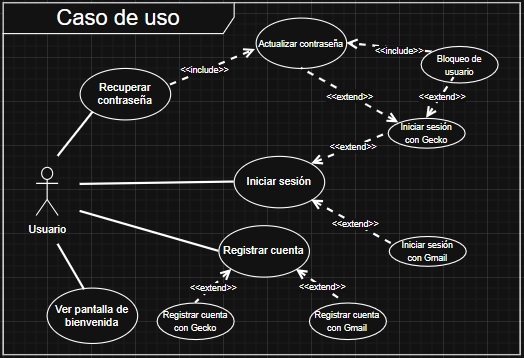 Caso de uso
Actualizar contraseña
<<include>>
<<include>>
Bloqueo de
usuario
Recuperar
contraseña
<<extend>>
<<extend>>
Iniciar sesión
con Gecko
<<extend>>
Iniciar sesión
Usuario
<<extend>>
Registrar cuenta
Iniciar sesión
con Gmail
<<extend>>
<<extend>>
Ver pantalla de
bienvenida
Registrar cuenta
con Gecko
Registrar cuenta
con Gmail